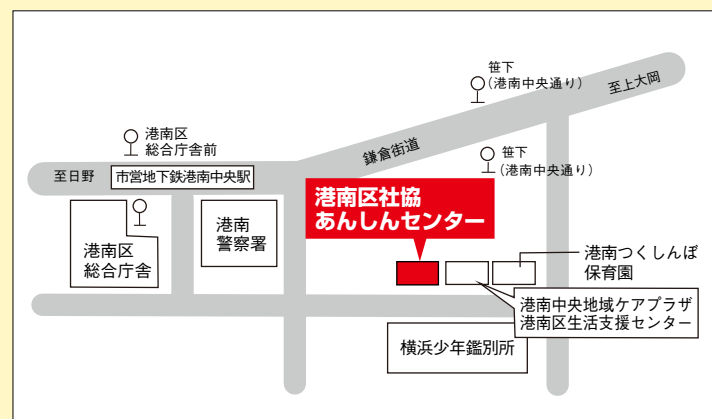 笹下
（港南中央通り）
至上大岡
港南区
総合庁舎前
鎌倉街道
笹下
（港南中央通り）
至日野
市営地下鉄港南中央駅
港南区社協
あんしんセンター
港南
警察署
港南区
総合庁舎
港南つくしんぼ
保育園
港南中央地域ケアプラザ
港南区生活支援センター
横浜少年鑑別所